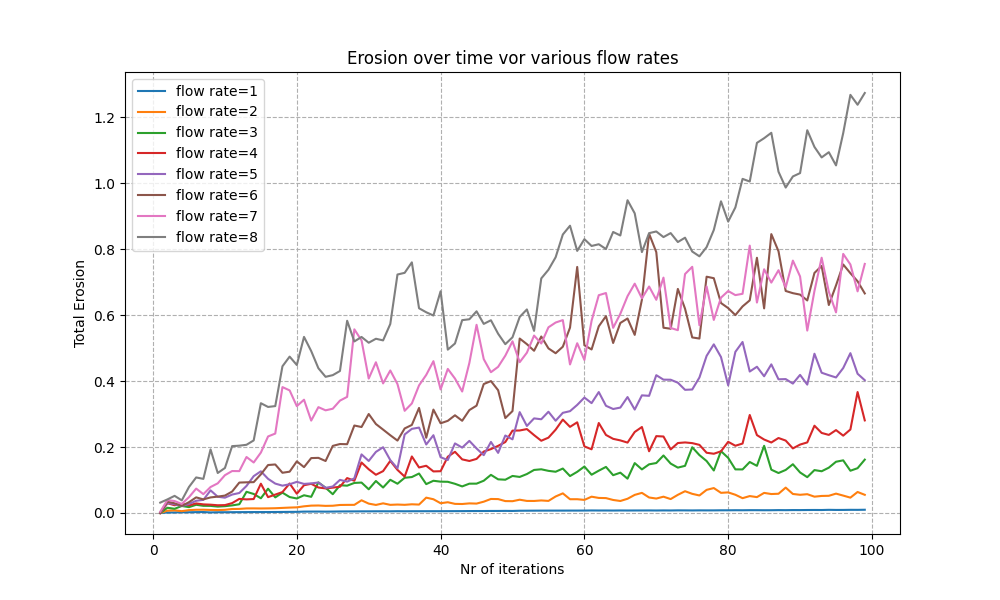 Erosion over time vor various flow rates
flow rate=1
flow rate=2
flow rate=3
flow rate=4
flow rate=5
flow rate=6
flow rate=7
flow rate=8
Total Erosion
1.2
1.0
0.8
0.6
0.4
0.2
0.0
0 20 40 60 80 100
Nr of iterations